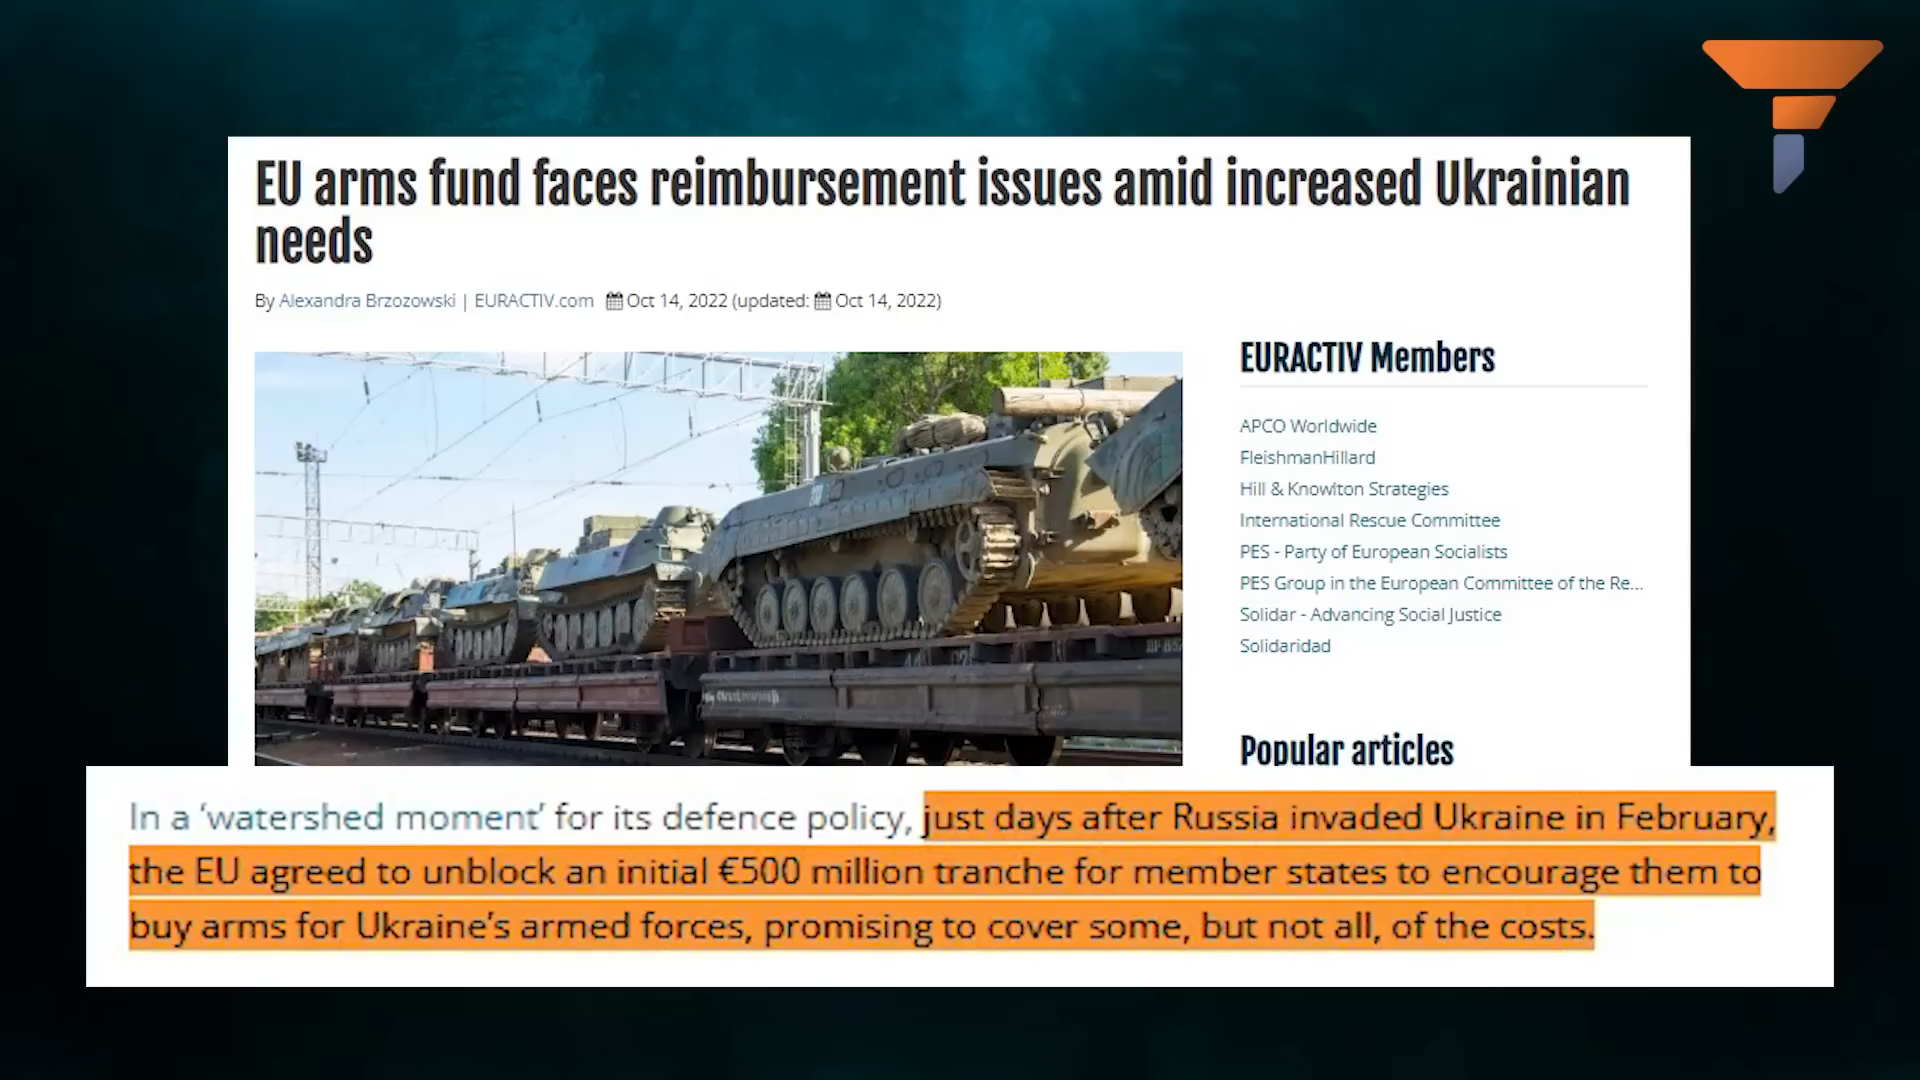 EU arms fund faces reimbursement issues amid increased Ukrainian
needs
By Alexandra Brzozowski | EURACTIV.com Oct 14, 2022 (updated: Oct 14, 2022)
EURACTIV Members
APCO Worldwide
FleishmanHillard
Hill & Knowlton Strategies
International Rescue Committee
PES - Party of European Socialists
PES Group in the European Committee of the Re...
Solidar - Advancing Social Justice
Solidaridad
Popular articles
In a ‘watershed moment’ for its defence policy, just days after Russia invaded Ukraine in February,
the EU agreed to unblock an initial €500 million tranche for member states to encourage them to
buy arms for Ukraine’s armed forces, promising to cover some, but not all, of the costs.